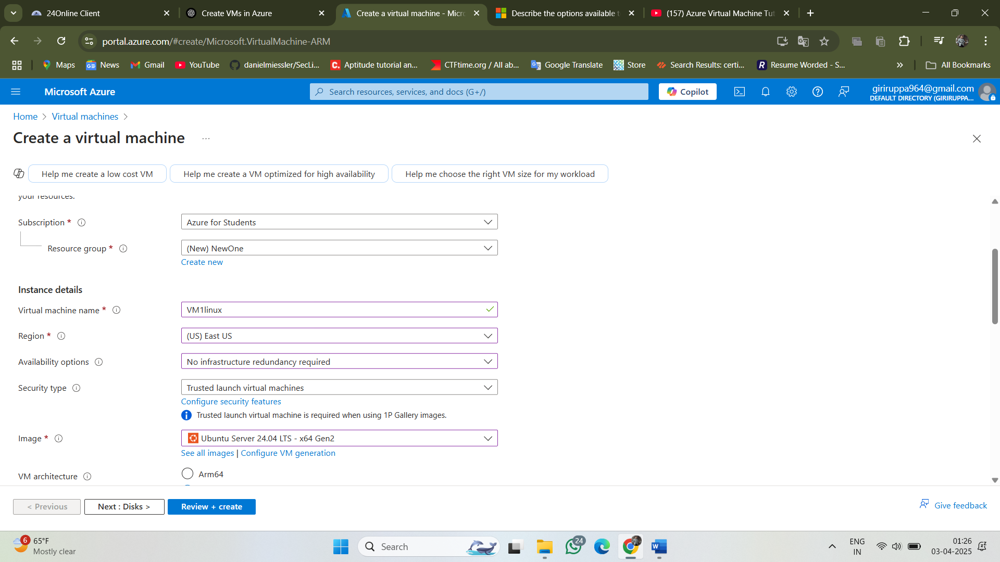 24Online Client
Create VMs in Azure
Create a virtual machine - Micro
Describe the options available t
(157) Azure Virtual Machine Tut
portal.azure.com/#create/Microsoft.VirtualMachine-ARM
Maps
News
Gmail
YouTube
danielmiessler/SecLi...
Aptitude tutorial an...
CTFtime.org / All ab...
Google Translate
Store
Search Results: certi...
Resume Worded - S...
All Bookmarks
Microsoft Azure
Search resources, services, and docs (G+/)
Copilot
giriruppa964@gmail.com
DEFAULT DIRECTORY (GIRIRUPPA...
Home > Virtual machines >
Create a virtual machine ...
Help me create a low cost VM
Help me create a VM optimized for high availability
Help me choose the right VM size for my workload
your resources.
Subscription *
Azure for Students
Resource group *
(New) NewOne
Create new
Instance details
Virtual machine name *
VM1linux
Region *
(US) East US
Availability options
No infrastructure redundancy required
Security type
Trusted launch virtual machines
Configure security features
Trusted launch virtual machine is required when using 1P Gallery images.
Image *
Ubuntu Server 24.04 LTS - x64 Gen2
See all images | Configure VM generation
VM architecture
Arm64
< Previous
Next : Disks >
Review + create
Give feedback
6
65°F
Mostly clear
Search
24
ENG
IN
01:26
03-04-2025